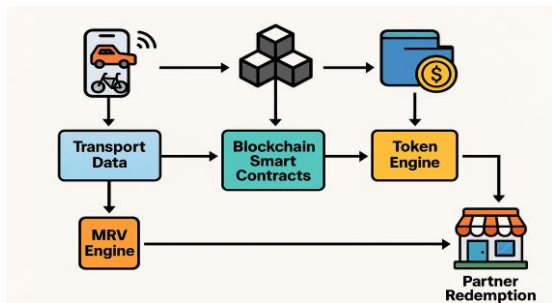 $
Transport
Data
Blockchain
Smart
Contracts
Token
Engine
MRV
Engine
Partner
Redemption